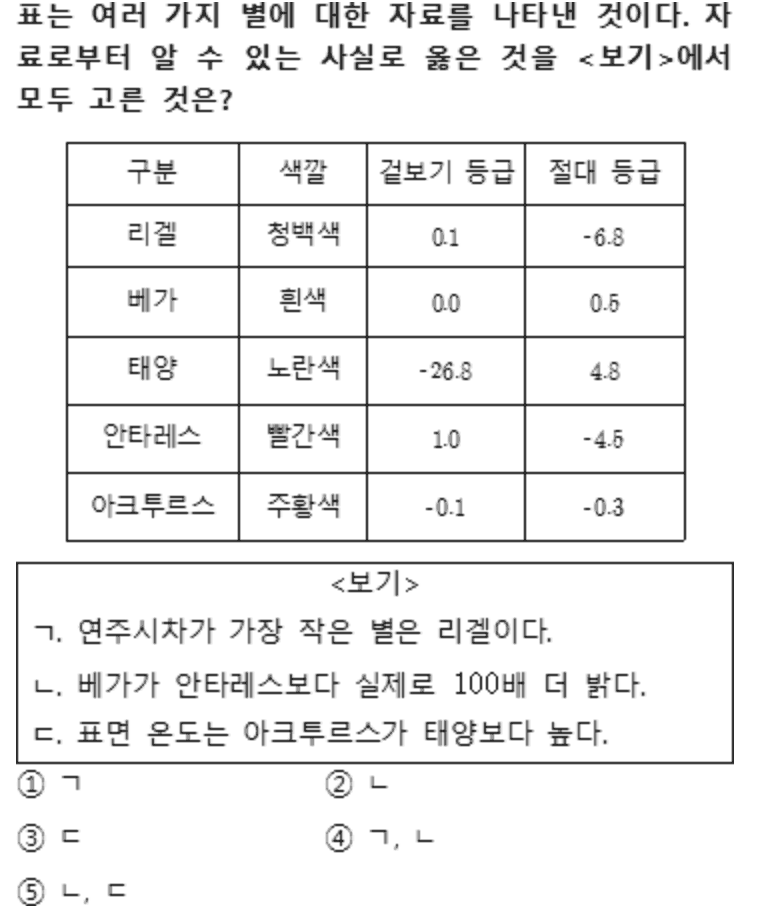 표는 여러 가지 별에 대한 자료를 나타낸 것이다. 자
료로부터 알 수 있는 사실로 옳은 것을 <보기>에서
모두 고른 것은?
구분 색깔 겉보기 등급 절대 등급
리겔 청백색 0.1 -6.8
베가 흰색 0.0 0.5
태양 노란색 -26.8 4.8
안타레스 빨간색 1.0 -4.5
아크투르스 주황색 -0.1 -0.3
<보기>
ㄱ. 연주시차가 가장 작은 별은 리겔이다.
ㄴ. 베가가 안타레스보다 실제로 100배 더 밝다.
ㄷ. 표면 온도는 아크투르스가 태양보다 높다.
① ㄱ ② ㄴ
③ ㄷ ④ ㄱ, ㄴ
⑤ ㄴ, ㄷ